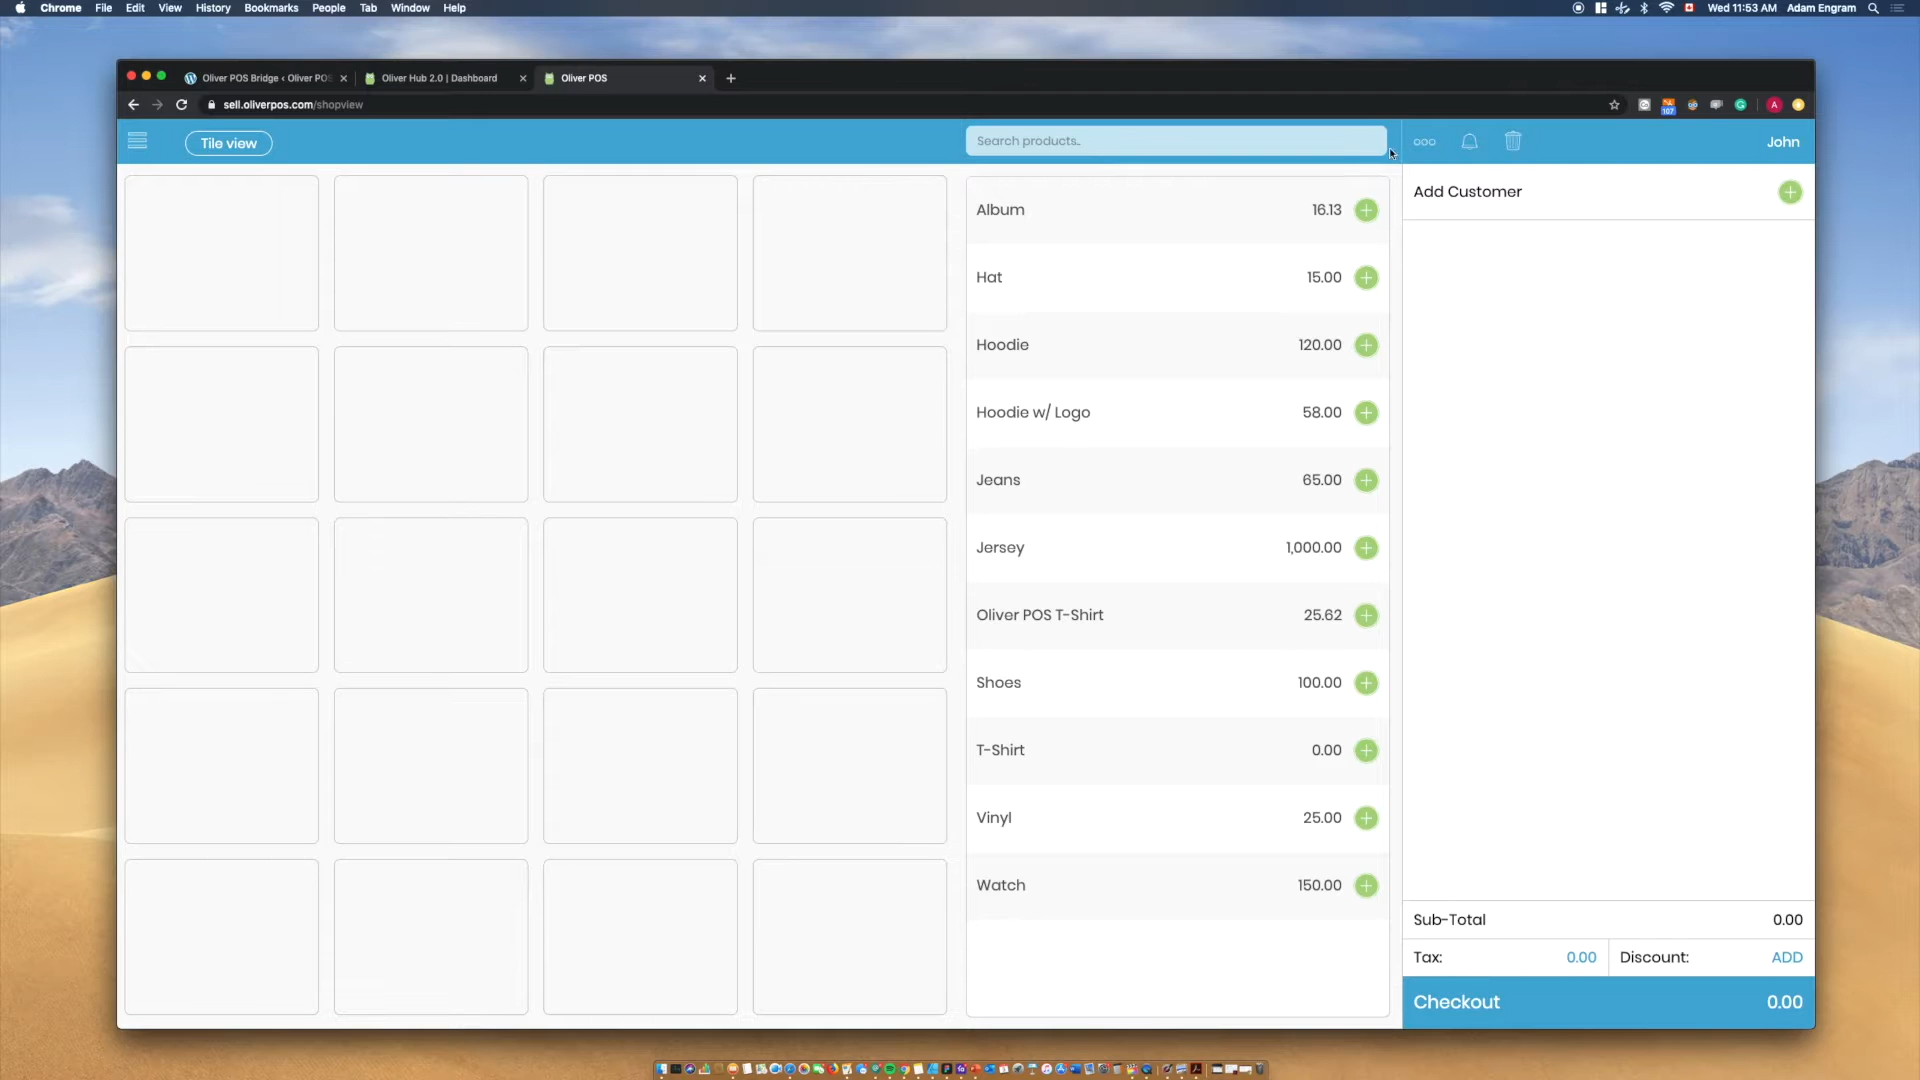 Chrome File Edit View History Bookmarks People Tab Window Help
Wed 11:53 AM Adam Engram
Oliver POS Bridge ‹ Oliver POS
Oliver Hub 2.0 | Dashboard
Oliver POS
sell.oliverpos.com/shopview
107
A
Tile view
Search products..
John
Add Customer
Album 16.13
Hat 15.00
Hoodie 120.00
Hoodie w/ Logo 58.00
Jeans 65.00
Jersey 1,000.00
Oliver POS T-Shirt 25.62
Shoes 100.00
T-Shirt 0.00
Vinyl 25.00
Watch 150.00
Sub-Total 0.00
Tax: 0.00 Discount: ADD
Checkout 0.00